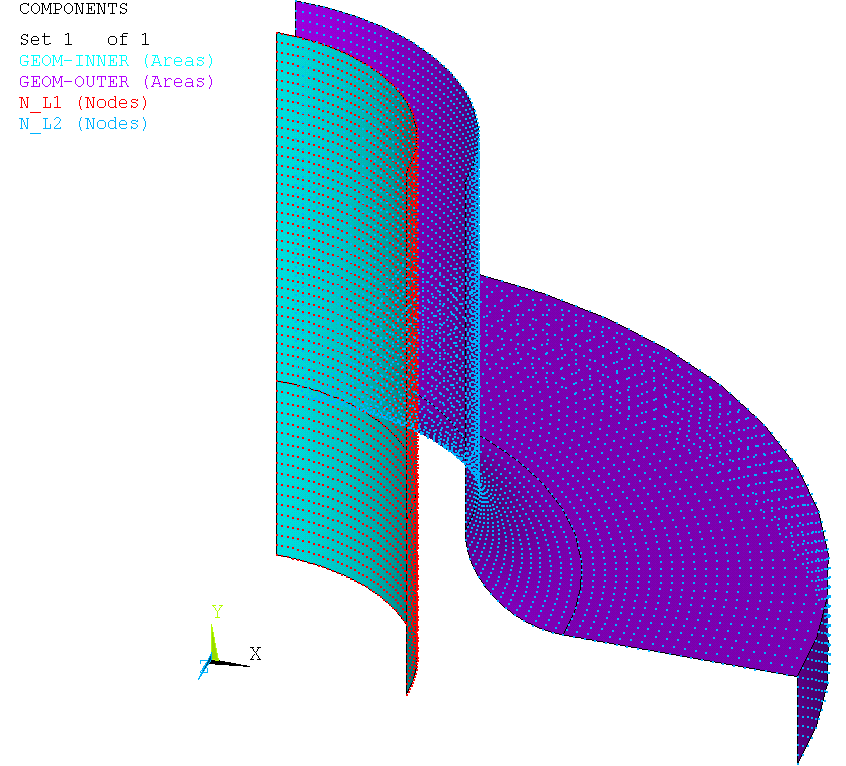 COMPONENTS
Set 1 of 1
GEOM-INNER (Areas)
GEOM-OUTER (Areas)
N_L1 (Nodes)
N_L2 (Nodes)
Y
X
Z